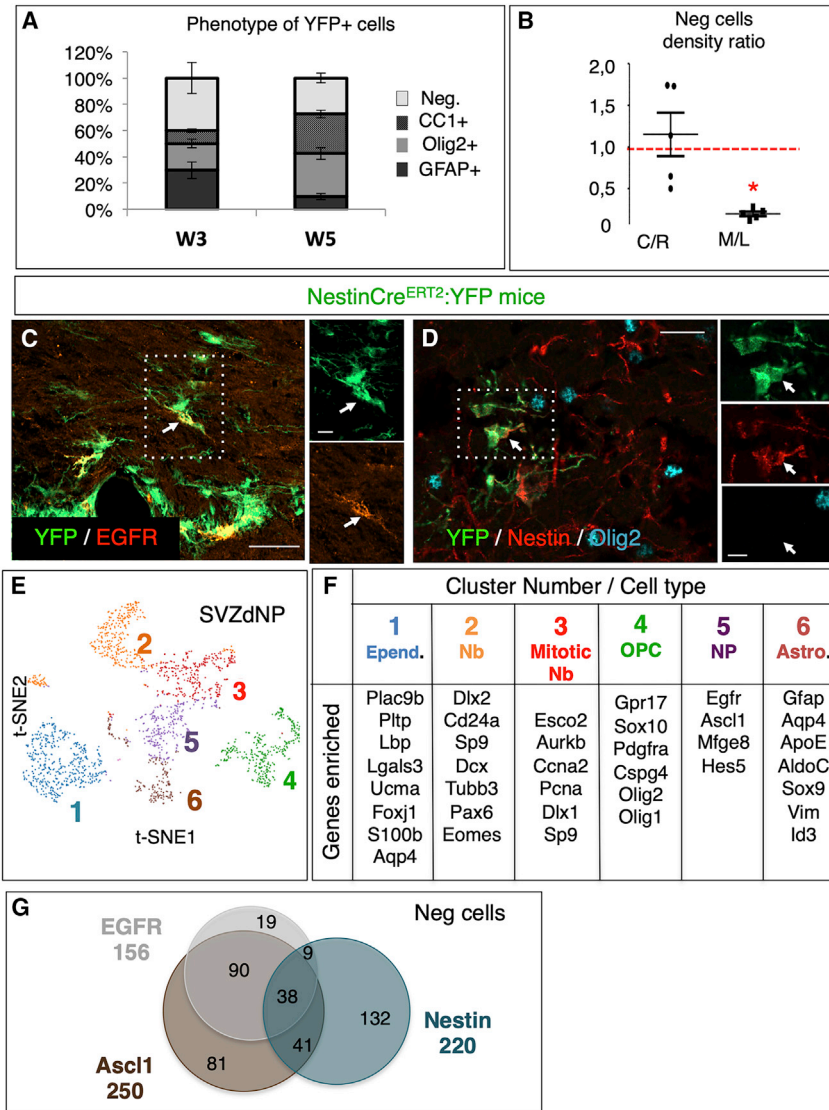 A
Phenotype of YFP+ cells
120%
100%
80%
60%
40%
20%
0%
W3
W5
Neg.
CC1+
Olig2+
GFAP+
B
Neg cells
density ratio
2,0
1,5
1,0
0,5
0
*
C/R
M/L
NestinCreERT2:YFP mice
C
YFP / EGFR
D
YFP / Nestin / Olig2
E
SVZdNP
t-SNE2
t-SNE1
1
2
3
4
5
6
F
Cluster Number / Cell type
Genes enriched
1
Epend.
Plac9b
Pltp
Lbp
Lgals3
Ucma
Foxj1
S100b
Aqp4
2
Nb
Dlx2
Cd24a
Sp9
Dcx
Tubb3
Pax6
Eomes
3
Mitotic
Nb
Esco2
Aurkb
Ccna2
Pcna
Dlx1
Sp9
4
OPC
Gpr17
Sox10
Pdgfra
Cspg4
Olig2
Olig1
5
NP
Egfr
Ascl1
Mfge8
Hes5
6
Astro.
Gfap
Aqp4
ApoE
AldoC
Sox9
Vim
Id3
G
Neg cells
EGFR
156
19
9
90
38
132
41
81
Nestin
220
Ascl1
250